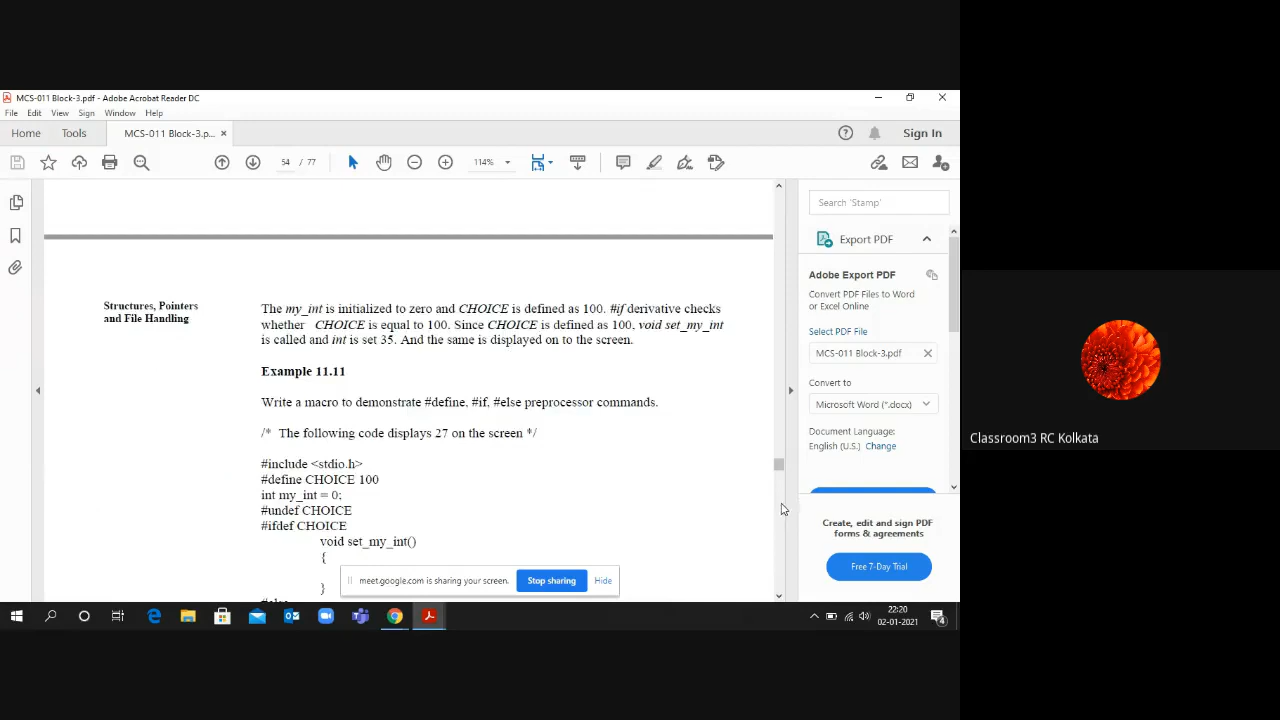 MCS-011 Block-3.pdf - Adobe Acrobat Reader DC
File Edit View Sign Window Help
Home Tools MCS-011 Block-3.p... × Sign In
54 / 77 114%
Search 'Stamp'
Export PDF
Adobe Export PDF
Convert PDF Files to Word
or Excel Online
Select PDF File
MCS-011 Block-3.pdf
Convert to
Microsoft Word (*.docx)
Document Language:
English (U.S.) Change
Create, edit and sign PDF
forms & agreements
Free 7-Day Trial
Structures, Pointers
and File Handling
The my_int is initialized to zero and CHOICE is defined as 100. #if derivative checks
whether CHOICE is equal to 100. Since CHOICE is defined as 100, void set_my_int
is called and int is set 35. And the same is displayed on to the screen.
Example 11.11
Write a macro to demonstrate #define, #if, #else preprocessor commands.
/* The following code displays 27 on the screen */
#include <stdio.h>
#define CHOICE 100
int my_int = 0;
#undef CHOICE
#ifdef CHOICE
void set_my_int()
{
}
#else
meet.google.com is sharing your screen. Stop sharing Hide
22:20
02-01-2021
4
Classroom3 RC Kolkata